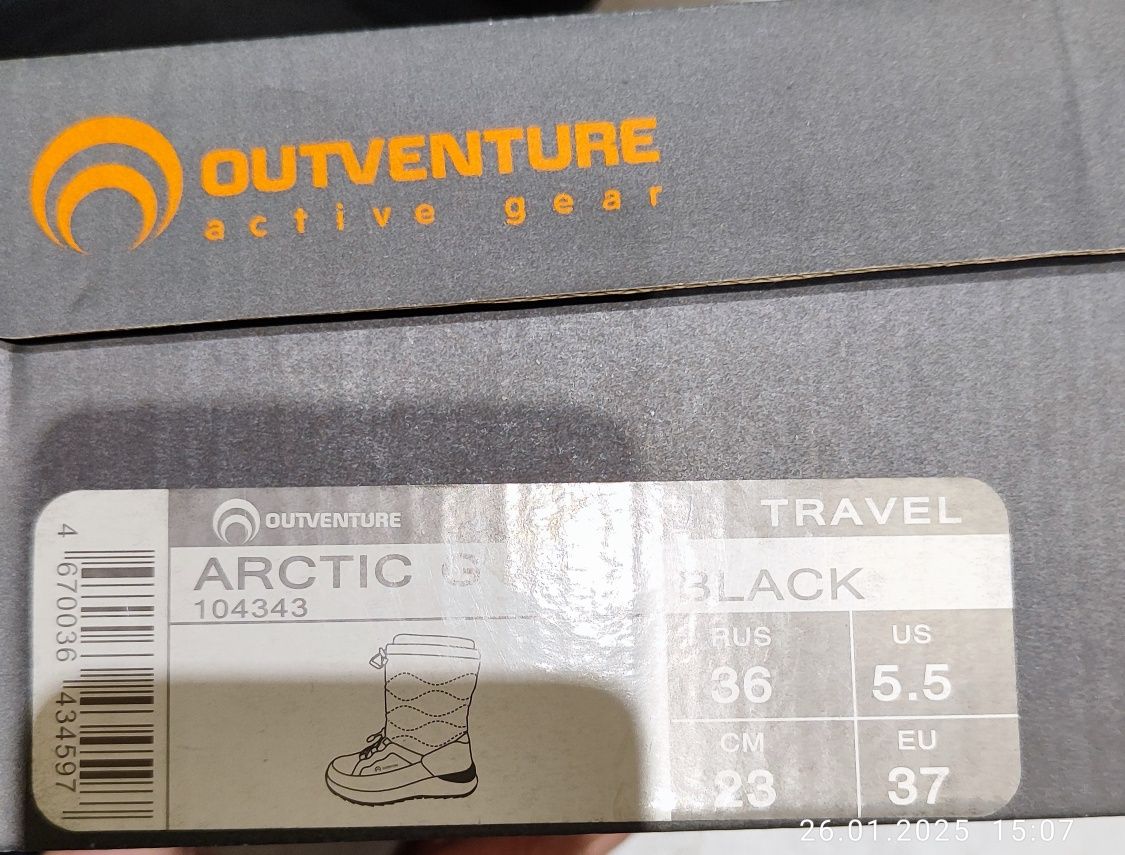 OUTVENTURE
active gear
OUTVENTURE
TRAVEL
ARCTIC
BLACK
104343
RUS
US
36
5.5
CM
EU
23
37
4 670036 434597
26.01.2025 15:07